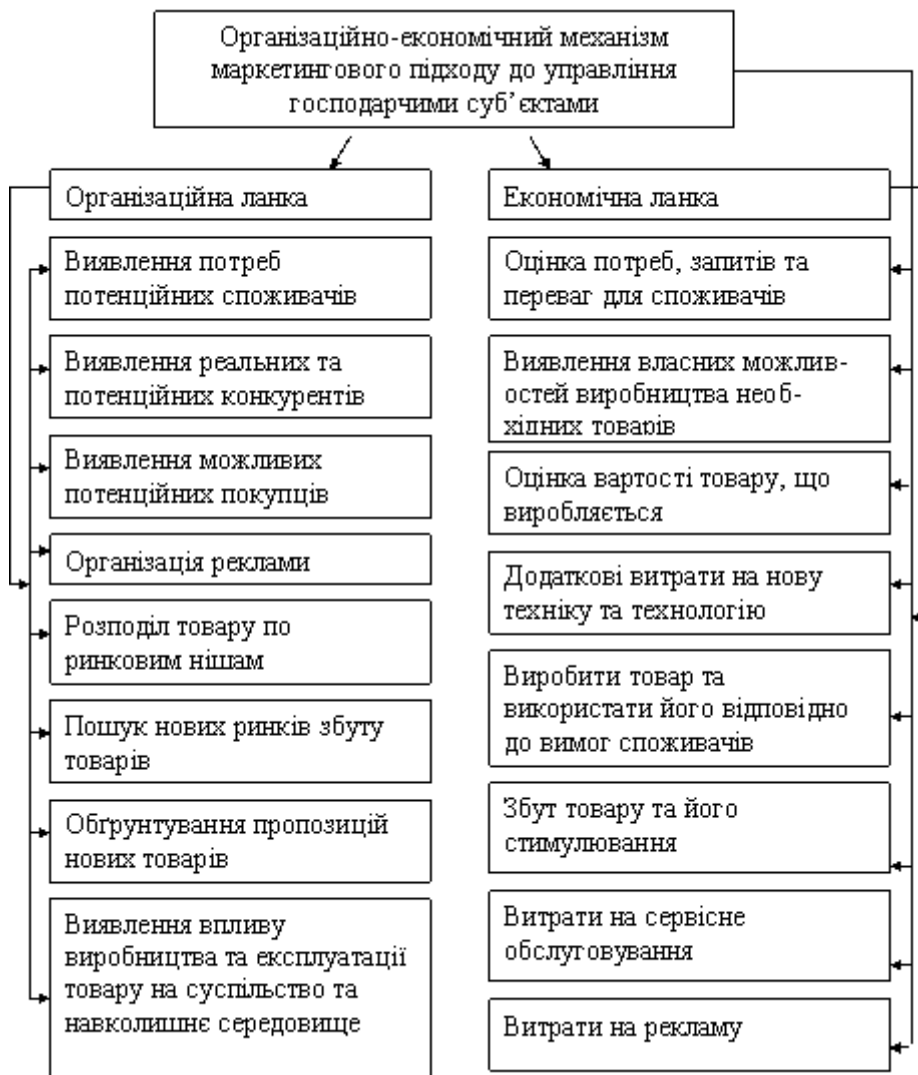 Організаційно-економічний механізм
маркетингового підходу до управління
господарчими суб’єктами
Організаційна ланка
Виявлення потреб
потенційних споживачів
Виявлення реальних та
потенційних конкурентів
Виявлення можливих
потенційних покупців
Організація реклами
Розподіл товару по
ринковим нішам
Пошук нових ринків збуту
товарів
Обґрунтування пропозицій
нових товарів
Виявлення впливу
виробництва та експлуатації
товару на суспільство та
навколишнє середовище
Економічна ланка
Оцінка потреб, запитів та
переваг для споживачів
Виявлення власних можлив-
остей виробництва необ-
хідних товарів
Оцінка вартості товару, що
виробляється
Додаткові витрати на нову
техніку та технологію
Виробити товар та
використати його відповідно
до вимог споживачів
Збут товару та його
стимулювання
Витрати на сервісне
обслуговування
Витрати на рекламу